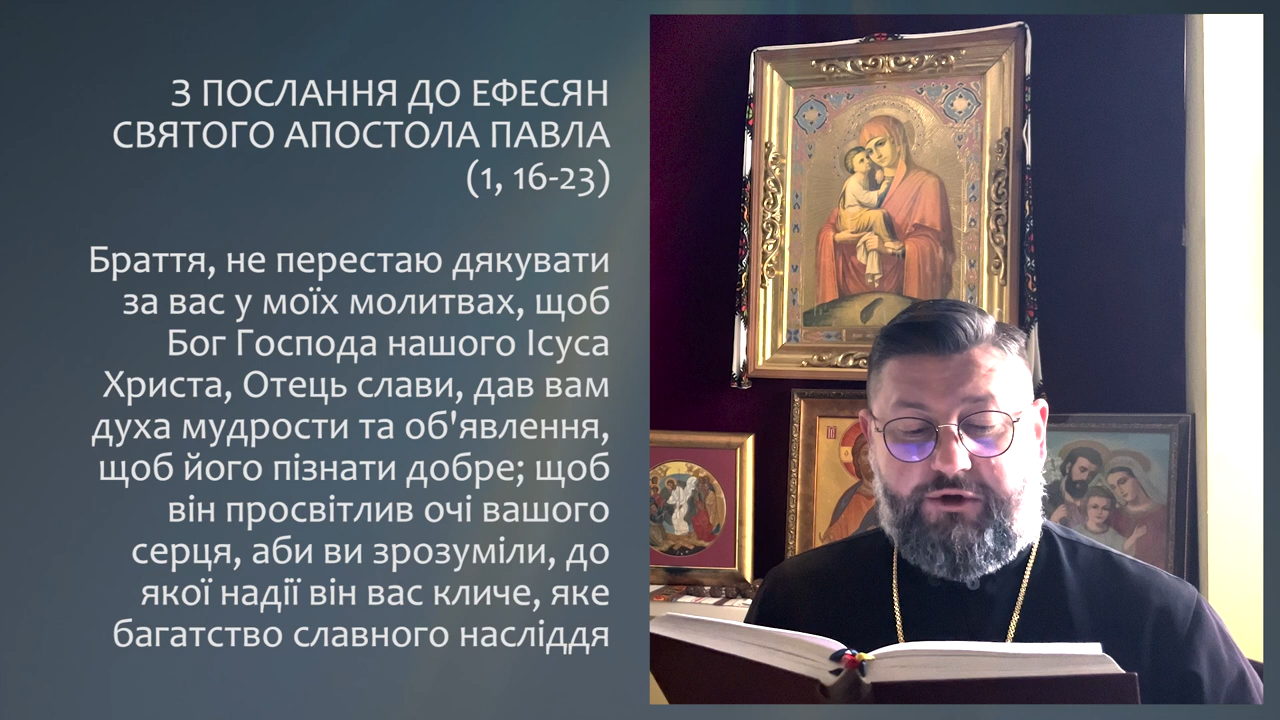 З ПОСЛАННЯ ДО ЕФЕСЯН
СВЯТОГО АПОСТОЛА ПАВЛА
(1, 16-23)
Браття, не перестаю дякувати
за вас у моїх молитвах, щоб
Бог Господа нашого Ісуса
Христа, Отець слави, дав вам
духа мудрости та об'явлення,
щоб його пізнати добре; щоб
він просвітлив очі вашого
серця, аби ви зрозуміли, до
якої надії він вас кличе, яке
багатство славного насліддя